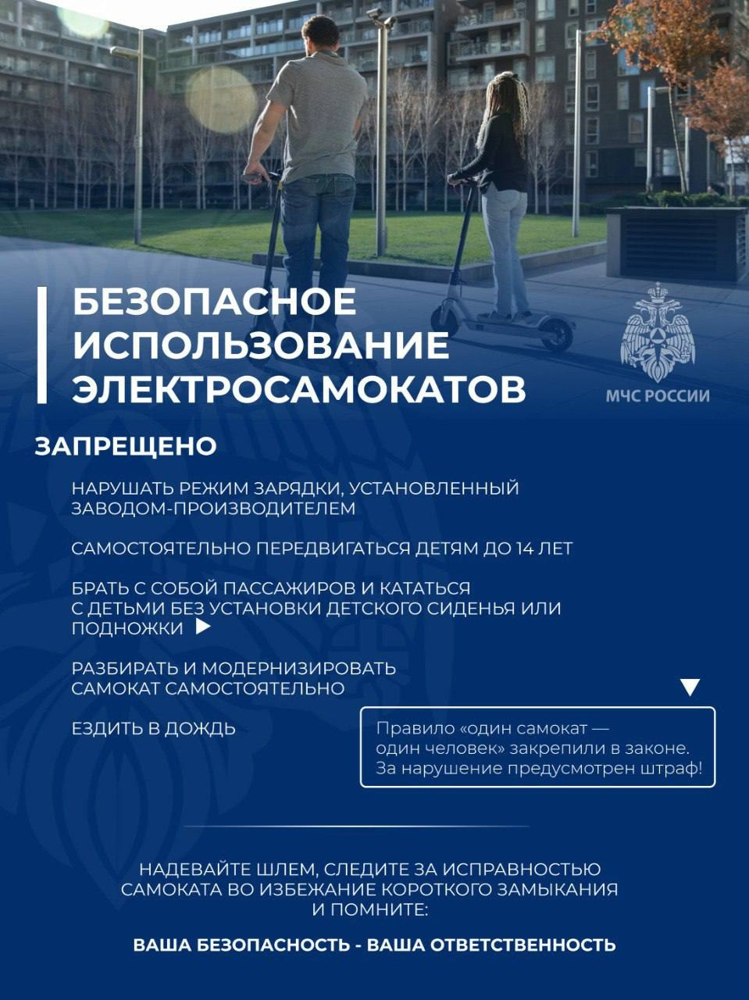 БЕЗОПАСНОЕ
ИСПОЛЬЗОВАНИЕ
ЭЛЕКТРОСАМОКАТОВ
МЧС РОССИИ
ЗАПРЕЩЕНО
НАРУШАТЬ РЕЖИМ ЗАРЯДКИ, УСТАНОВЛЕННЫЙ
ЗАВОДОМ-ПРОИЗВОДИТЕЛЕМ
САМОСТОЯТЕЛЬНО ПЕРЕДВИГАТЬСЯ ДЕТЯМ ДО 14 ЛЕТ
БРАТЬ С СОБОЙ ПАССАЖИРОВ И КАТАТЬСЯ
С ДЕТЬМИ БЕЗ УСТАНОВКИ ДЕТСКОГО СИДЕНЬЯ ИЛИ
ПОДНОЖКИ
РАЗБИРАТЬ И МОДЕРНИЗИРОВАТЬ
САМОКАТ САМОСТОЯТЕЛЬНО
ЕЗДИТЬ В ДОЖДЬ
Правило «один самокат —
один человек» закрепили в законе.
За нарушение предусмотрен штраф!
НАДЕВАЙТЕ ШЛЕМ, СЛЕДИТЕ ЗА ИСПРАВНОСТЬЮ
САМОКАТА ВО ИЗБЕЖАНИЕ КОРОТКОГО ЗАМЫКАНИЯ
И ПОМНИТЕ:
ВАША БЕЗОПАСНОСТЬ - ВАША ОТВЕТСТВЕННОСТЬ